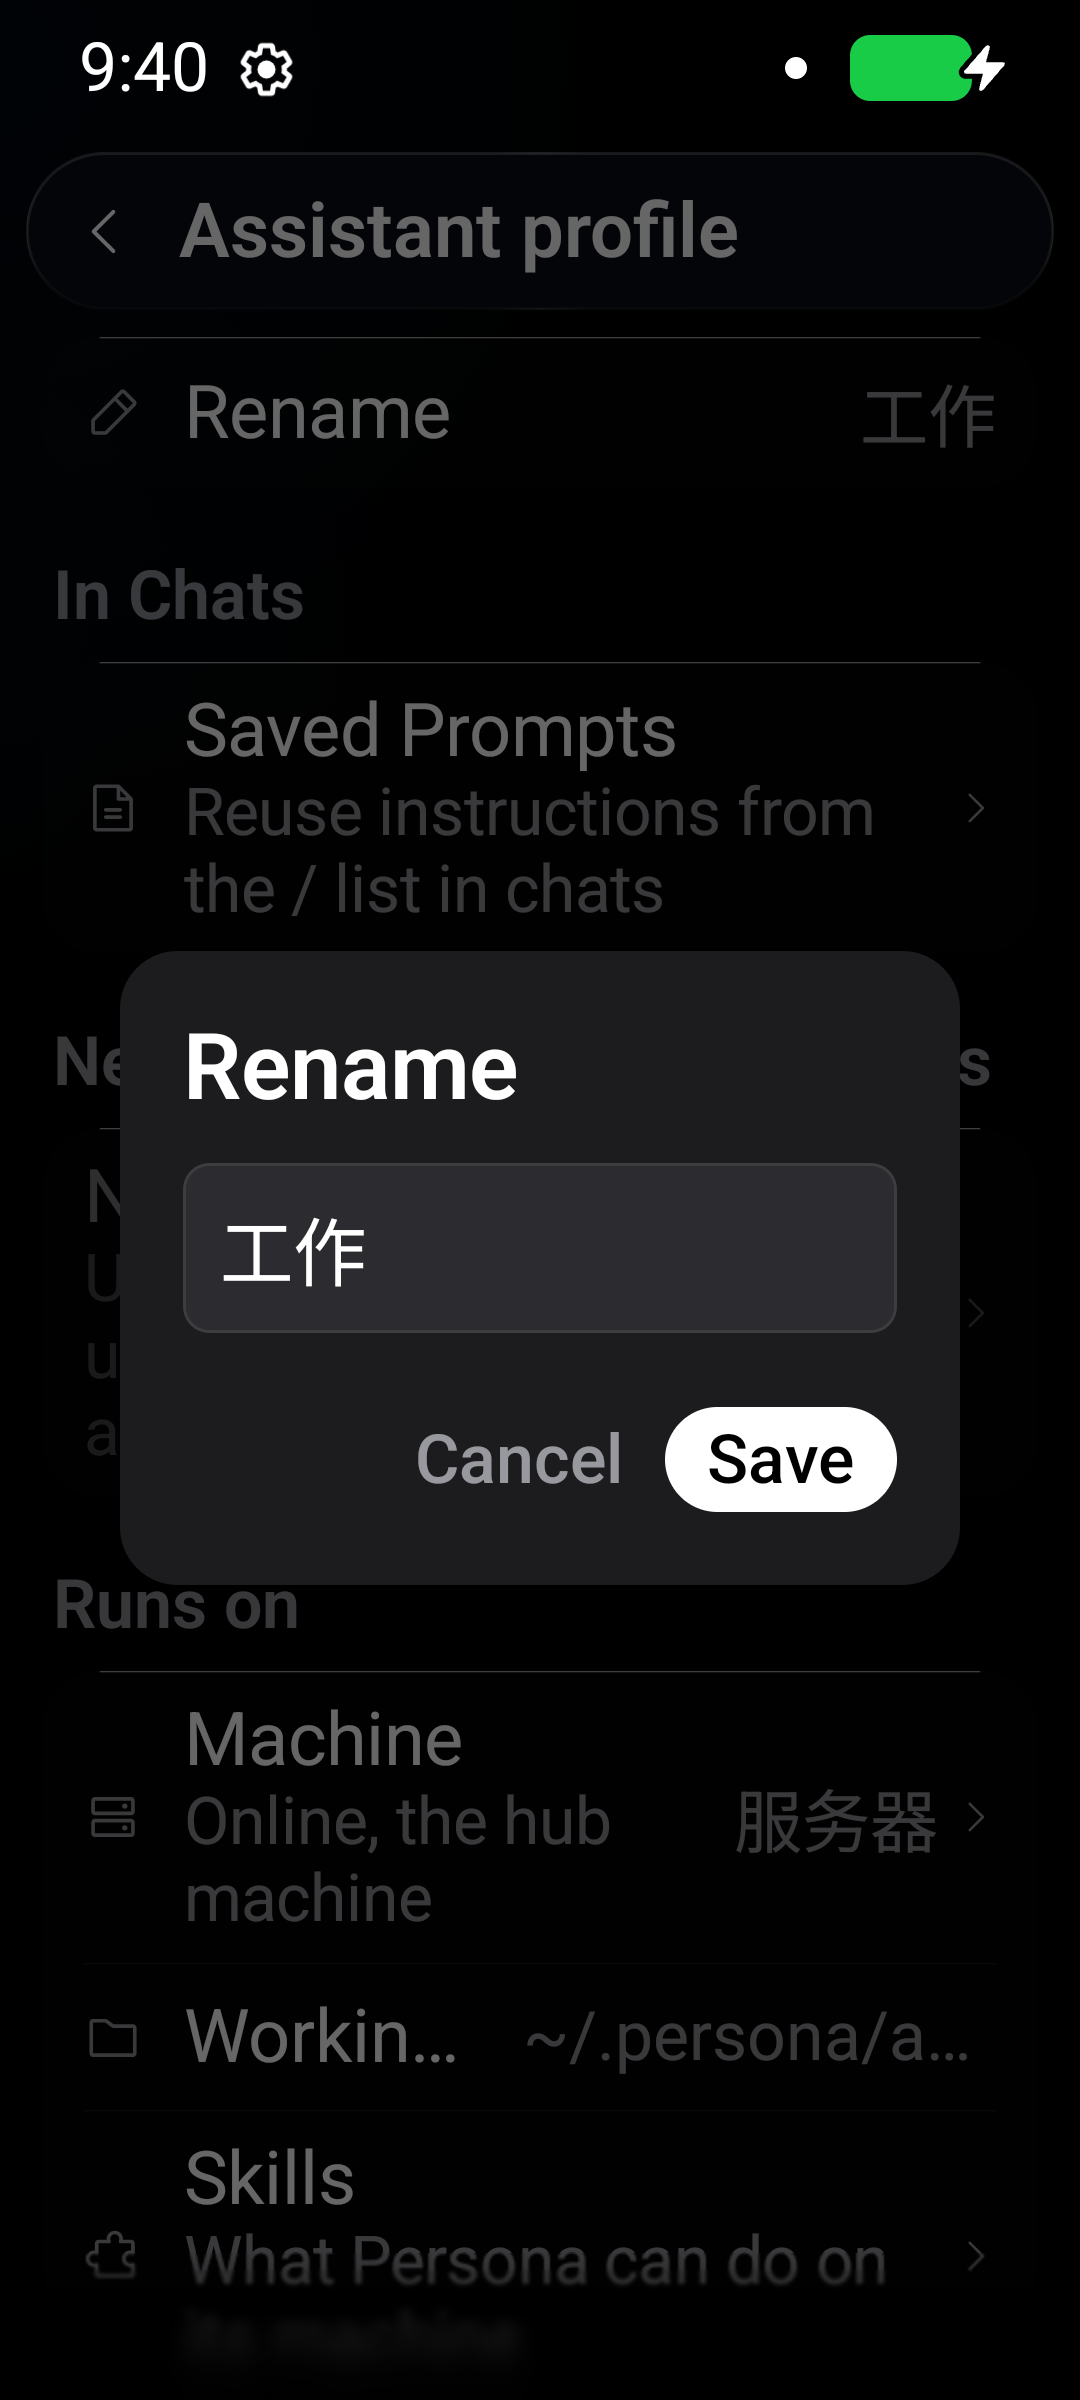 9:40
Assistant profile
Rename 工作
In Chats
Saved Prompts
Reuse instructions from
the / list in chats
Rename
工作
Cancel Save
Runs on
Machine
Online, the hub 服务器
machine
Workin... ~/.persona/a...
Skills
What Persona can do on
its machine